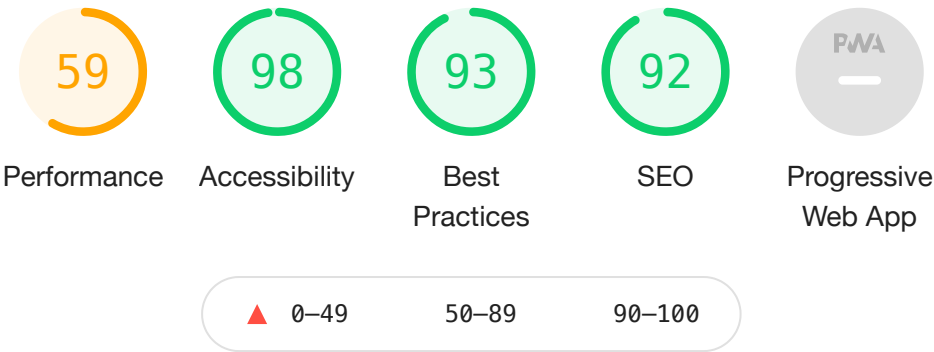 59
98
93
92
PWA
Performance
Accessibility
Best
Practices
SEO
Progressive
Web App
0–49
50–89
90–100